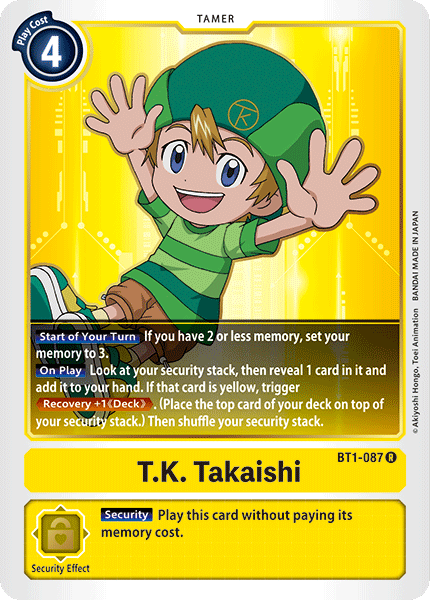 Play Cost
4
TAMER
TK
Start of Your Turn If you have 2 or less memory, set your
memory to 3.
On Play Look at your security stack, then reveal 1 card in it and
add it to your hand. If that card is yellow, trigger
Recovery +1《Deck》. (Place the top card of your deck on top of
your security stack.) Then shuffle your security stack.
© Akiyoshi Hongo, Toei Animation BANDAI MADE IN JAPAN
BT1-087 R
T.K. Takaishi
Security Play this card without paying its
memory cost.
Security Effect